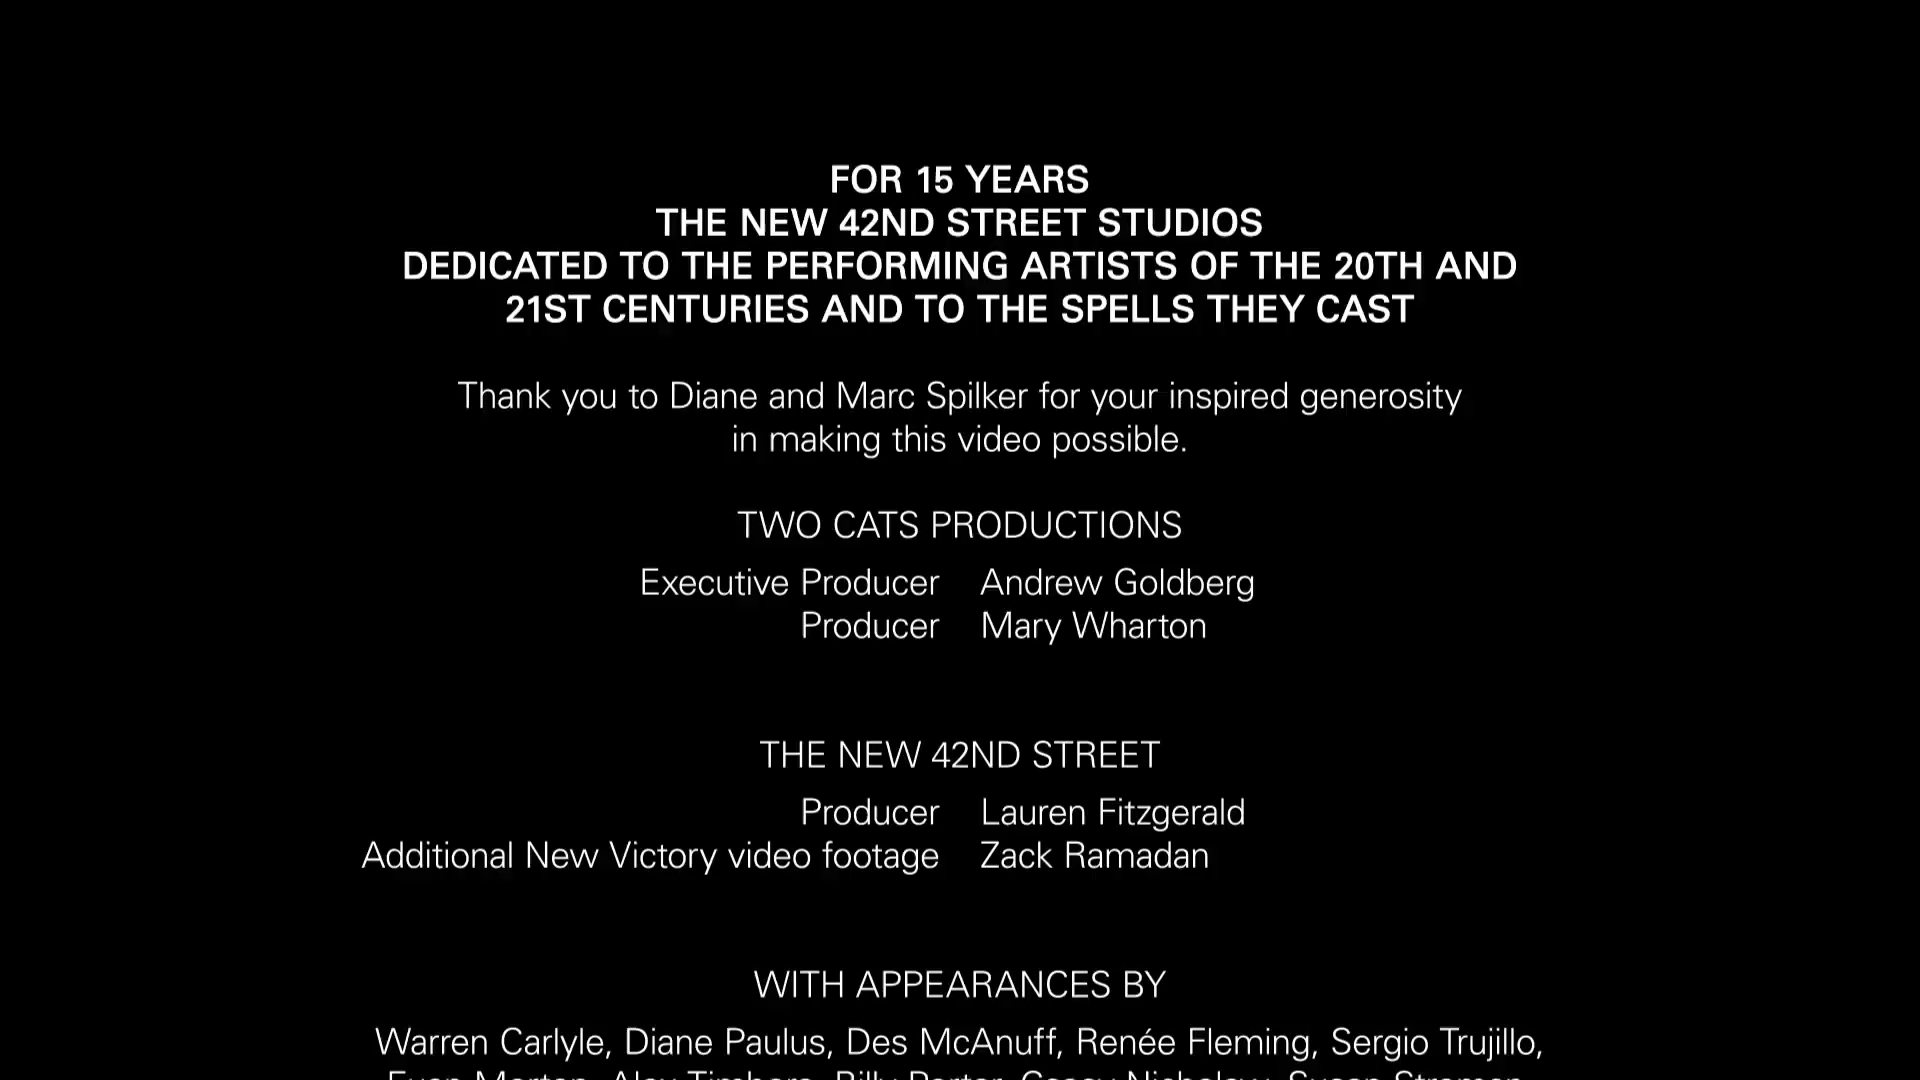 FOR 15 YEARS
THE NEW 42ND STREET STUDIOS
DEDICATED TO THE PERFORMING ARTISTS OF THE 20TH AND
21ST CENTURIES AND TO THE SPELLS THEY CAST
Thank you to Diane and Marc Spilker for your inspired generosity
in making this video possible.
TWO CATS PRODUCTIONS
Executive Producer Andrew Goldberg
Producer Mary Wharton
THE NEW 42ND STREET
Producer Lauren Fitzgerald
Additional New Victory video footage Zack Ramadan
WITH APPEARANCES BY
Warren Carlyle, Diane Paulus, Des McAnuff, Renée Fleming, Sergio Trujillo,